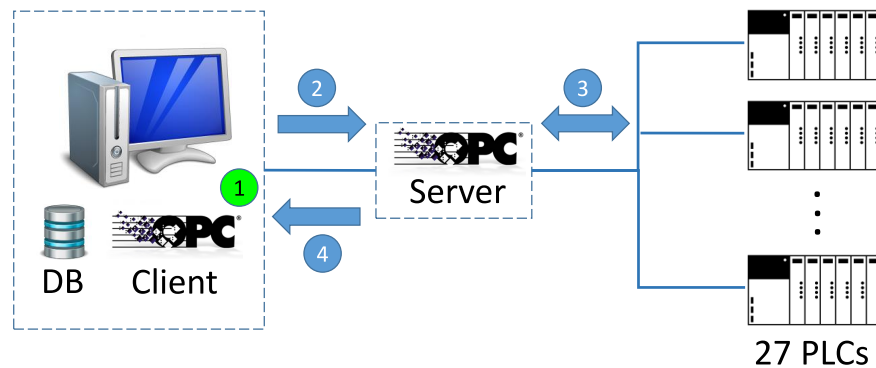 2
3
OPC
Server
1
OPC
4
DB
Client
27 PLCs